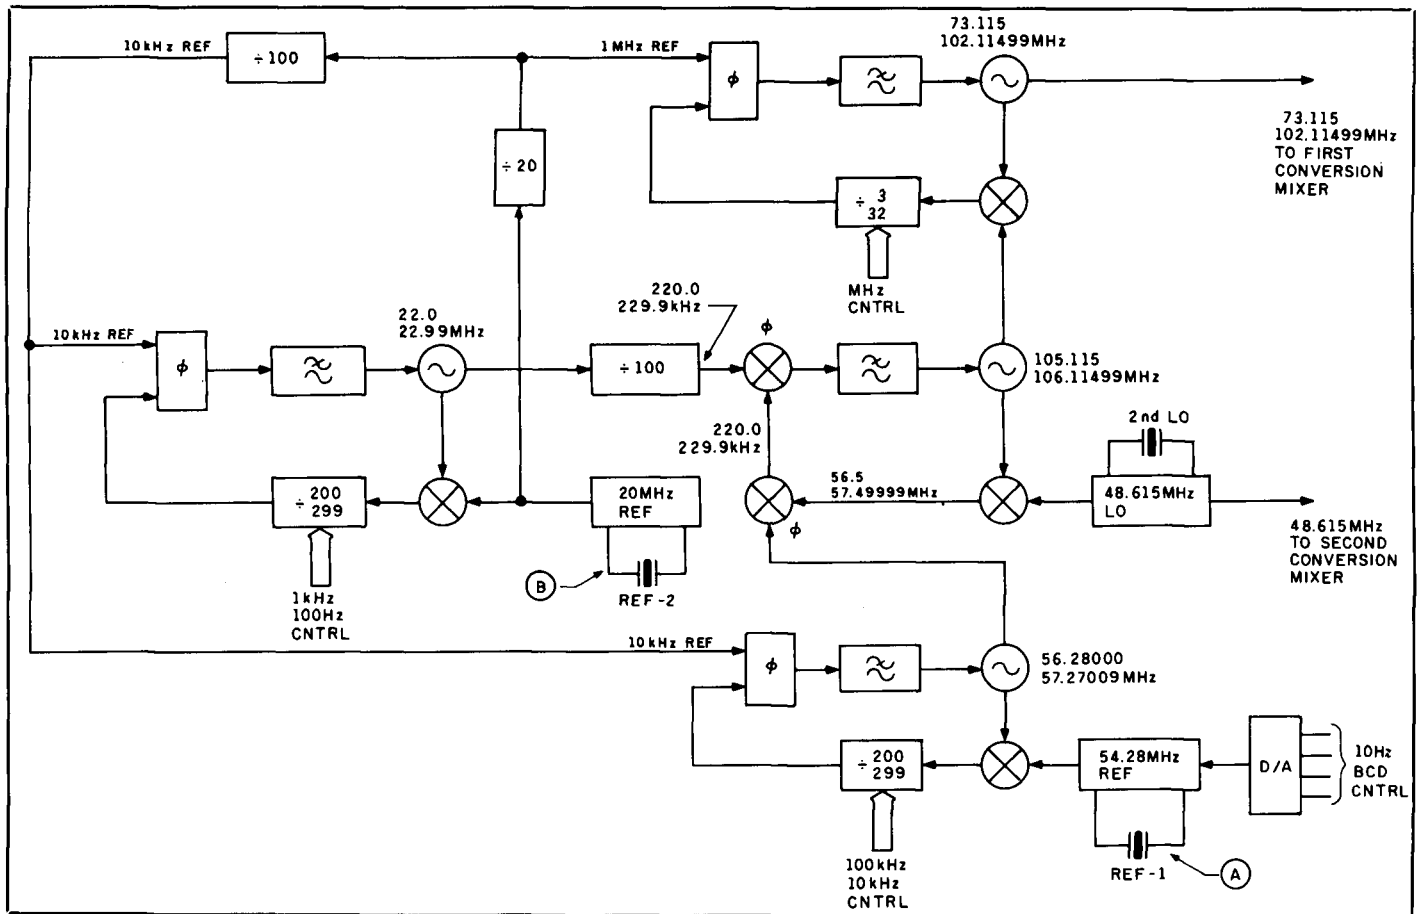 10kHz REF
÷100
1MHz REF
ϕ
73.115
102.11499MHz
73.115
102.11499MHz
TO FIRST
CONVERSION
MIXER
÷20
÷ 3
32
MHz
CNTRL
10kHz REF
ϕ
22.0
22.99MHz
÷100
220.0
229.9kHz
ϕ
105.115
106.11499MHz
220.0
229.9kHz
2nd LO
÷ 200
299
1kHz
100Hz
CNTRL
20MHz
REF
B
REF-2
ϕ
56.5
57.49999MHz
48.615MHz
LO
48.615MHz
TO SECOND
CONVERSION
MIXER
10kHz REF
ϕ
56.28000
57.27009MHz
÷ 200
299
100kHz
10kHz
CNTRL
54.28MHz
REF
REF-1
A
D/A
10Hz
BCD
CNTRL